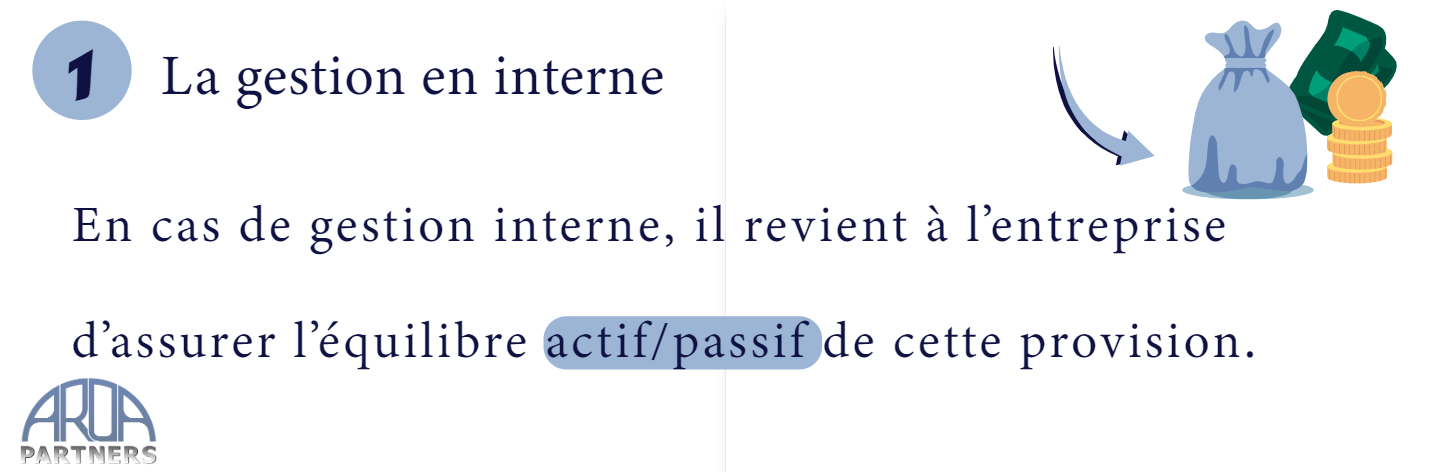 1 La gestion en interne
En cas de gestion interne, il revient à l’entreprise
d’assurer l’équilibre actif/passif de cette provision.
AROA
PARTNERS